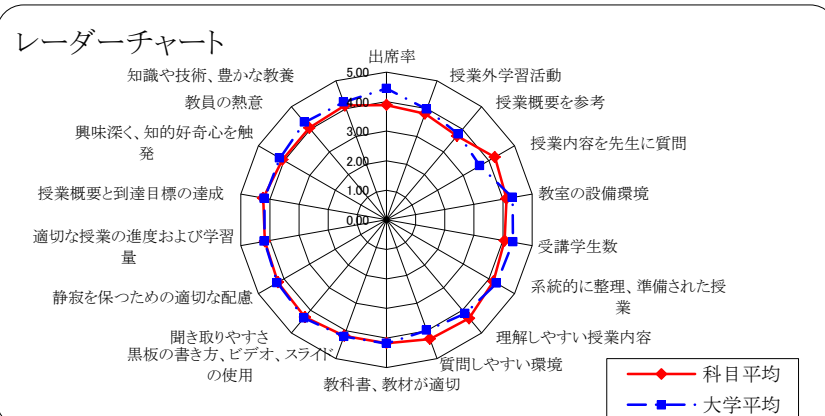 レーダーチャート
出席率
授業外学習活動
授業概要を参考
授業内容を先生に質問
教室の設備環境
受講学生数
系統的に整理、準備された授
業
理解しやすい授業内容
質問しやすい環境
教科書、教材が適切
黒板の書き方、ビデオ、スライド
の使用
聞き取りやすさ
静寂を保つための適切な配慮
適切な授業の進度および学習
量
授業概要と到達目標の達成
興味深く、知的好奇心を触
発
教員の熱意
知識や技術、豊かな教養
5.00
4.00
3.00
2.00
1.00
0.00
科目平均
大学平均